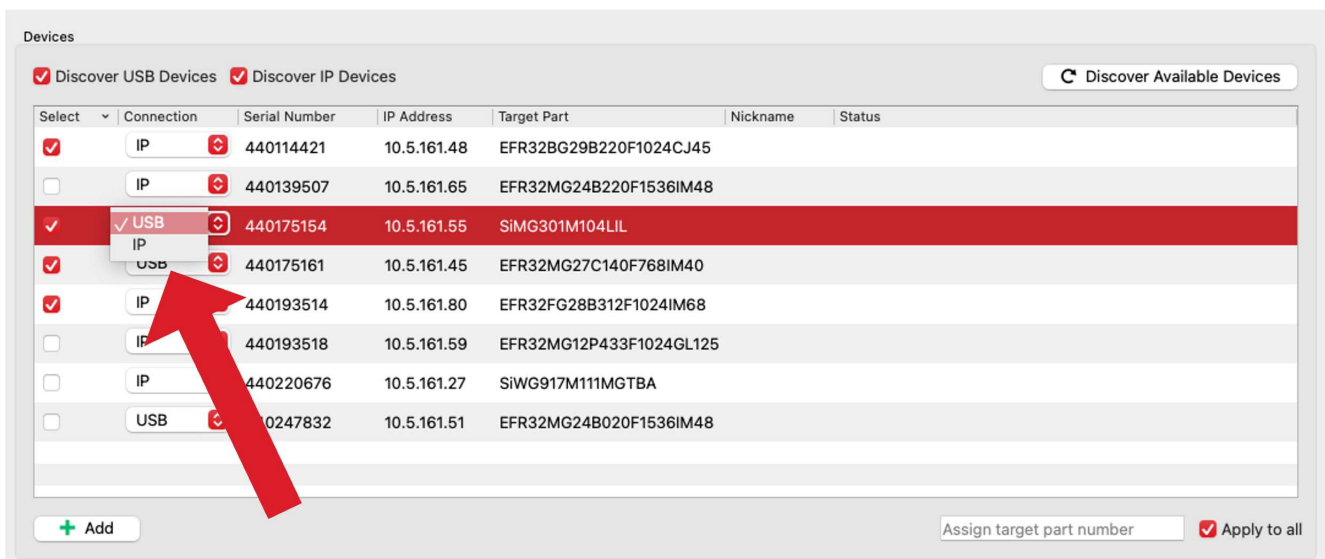 Devices
Discover USB Devices Discover IP Devices Discover Available Devices
Select Connection Serial Number IP Address Target Part Nickname Status
IP 440114421 10.5.161.48 EFR32BG29B220F1024CJ45
IP 440139507 10.5.161.65 EFR32MG24B220F1536IM48
USB 440175154 10.5.161.55 SiMG301M104LIL
IP
USB 440175161 10.5.161.45 EFR32MG27C140F768IM40
IP 440193514 10.5.161.80 EFR32FG28B312F1024IM68
IP 440193518 10.5.161.59 EFR32MG12P433F1024GL125
IP 440220676 10.5.161.27 SiWG917M111MGTBA
USB 10.5.161.51 EFR32MG24B020F1536IM48
Add Assign target part number Apply to all